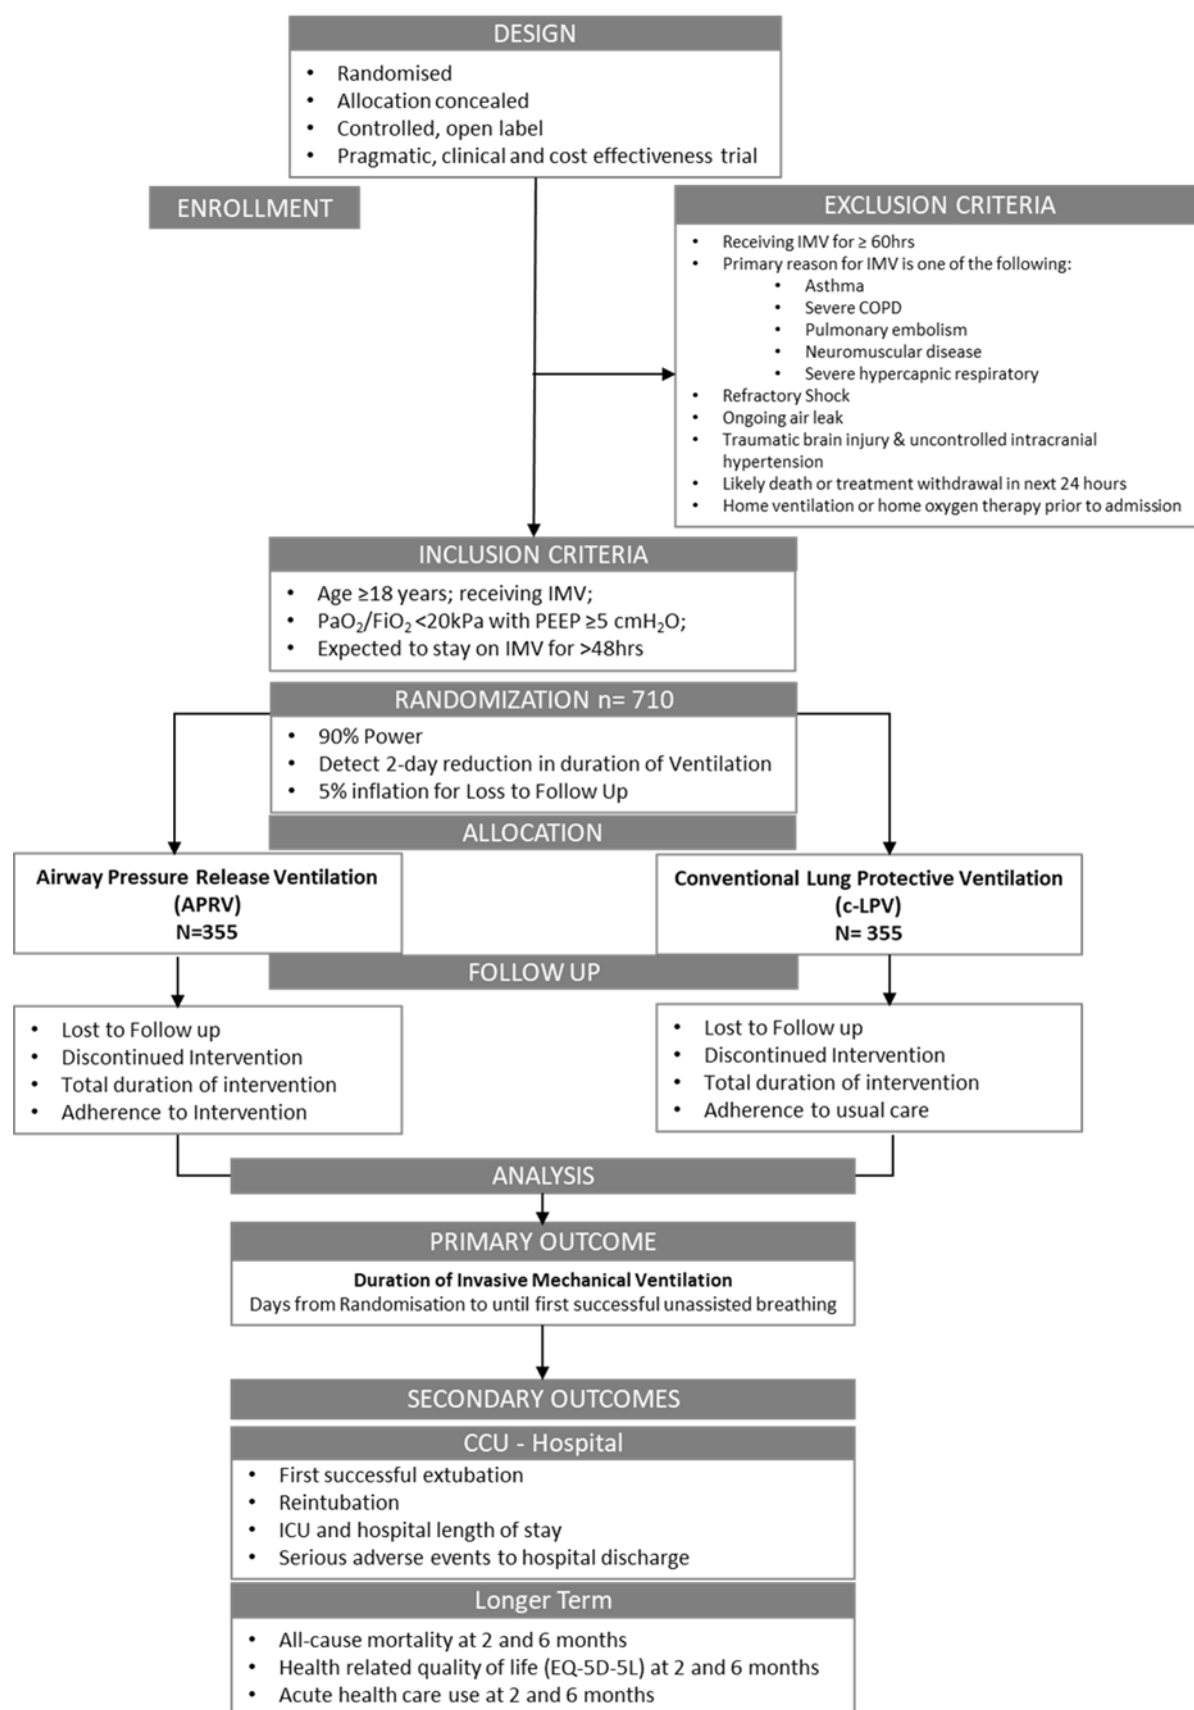 DESIGN
• Randomised
• Allocation concealed
• Controlled, open label
• Pragmatic, clinical and cost effectiveness trial
ENROLLMENT
EXCLUSION CRITERIA
• Receiving IMV for ≥ 60hrs
• Primary reason for IMV is one of the following:
• Asthma
• Severe COPD
• Pulmonary embolism
• Neuromuscular disease
• Severe hypercapnic respiratory
• Refractory Shock
• Ongoing air leak
• Traumatic brain injury & uncontrolled intracranial
hypertension
• Likely death or treatment withdrawal in next 24 hours
• Home ventilation or home oxygen therapy prior to admission
INCLUSION CRITERIA
• Age ≥18 years; receiving IMV;
• PaO₂/FiO₂ <20kPa with PEEP ≥5 cmH₂O;
• Expected to stay on IMV for >48hrs
RANDOMIZATION n= 710
• 90% Power
• Detect 2-day reduction in duration of Ventilation
• 5% inflation for Loss to Follow Up
ALLOCATION
Airway Pressure Release Ventilation
(APRV)
N=355
Conventional Lung Protective Ventilation
(c-LPV)
N= 355
FOLLOW UP
• Lost to Follow up
• Discontinued Intervention
• Total duration of intervention
• Adherence to Intervention
• Lost to Follow up
• Discontinued Intervention
• Total duration of intervention
• Adherence to usual care
ANALYSIS
PRIMARY OUTCOME
Duration of Invasive Mechanical Ventilation
Days from Randomisation to until first successful unassisted breathing
SECONDARY OUTCOMES
CCU - Hospital
• First successful extubation
• Reintubation
• ICU and hospital length of stay
• Serious adverse events to hospital discharge
Longer Term
• All-cause mortality at 2 and 6 months
• Health related quality of life (EQ-5D-5L) at 2 and 6 months
• Acute health care use at 2 and 6 months